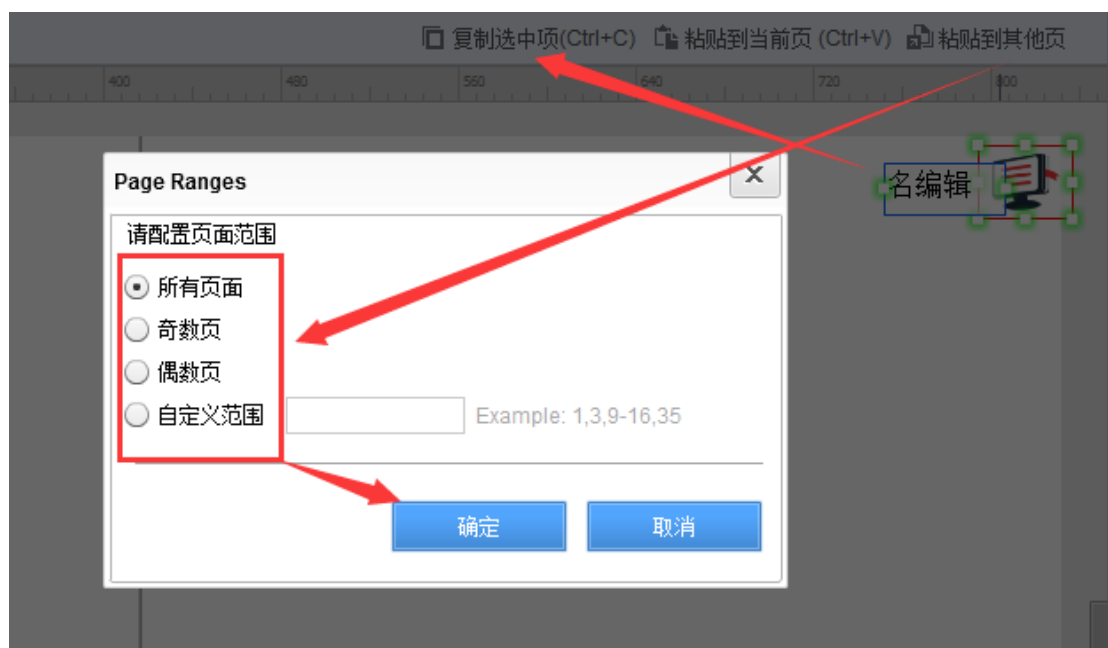 复制选中项(Ctrl+C) 粘贴到当前页 (Ctrl+V) 粘贴到其他页
400 480 560 640 720 800
名编辑
Page Ranges
请配置页面范围
所有页面
奇数页
偶数页
自定义范围 Example: 1,3,9-16,35
确定 取消